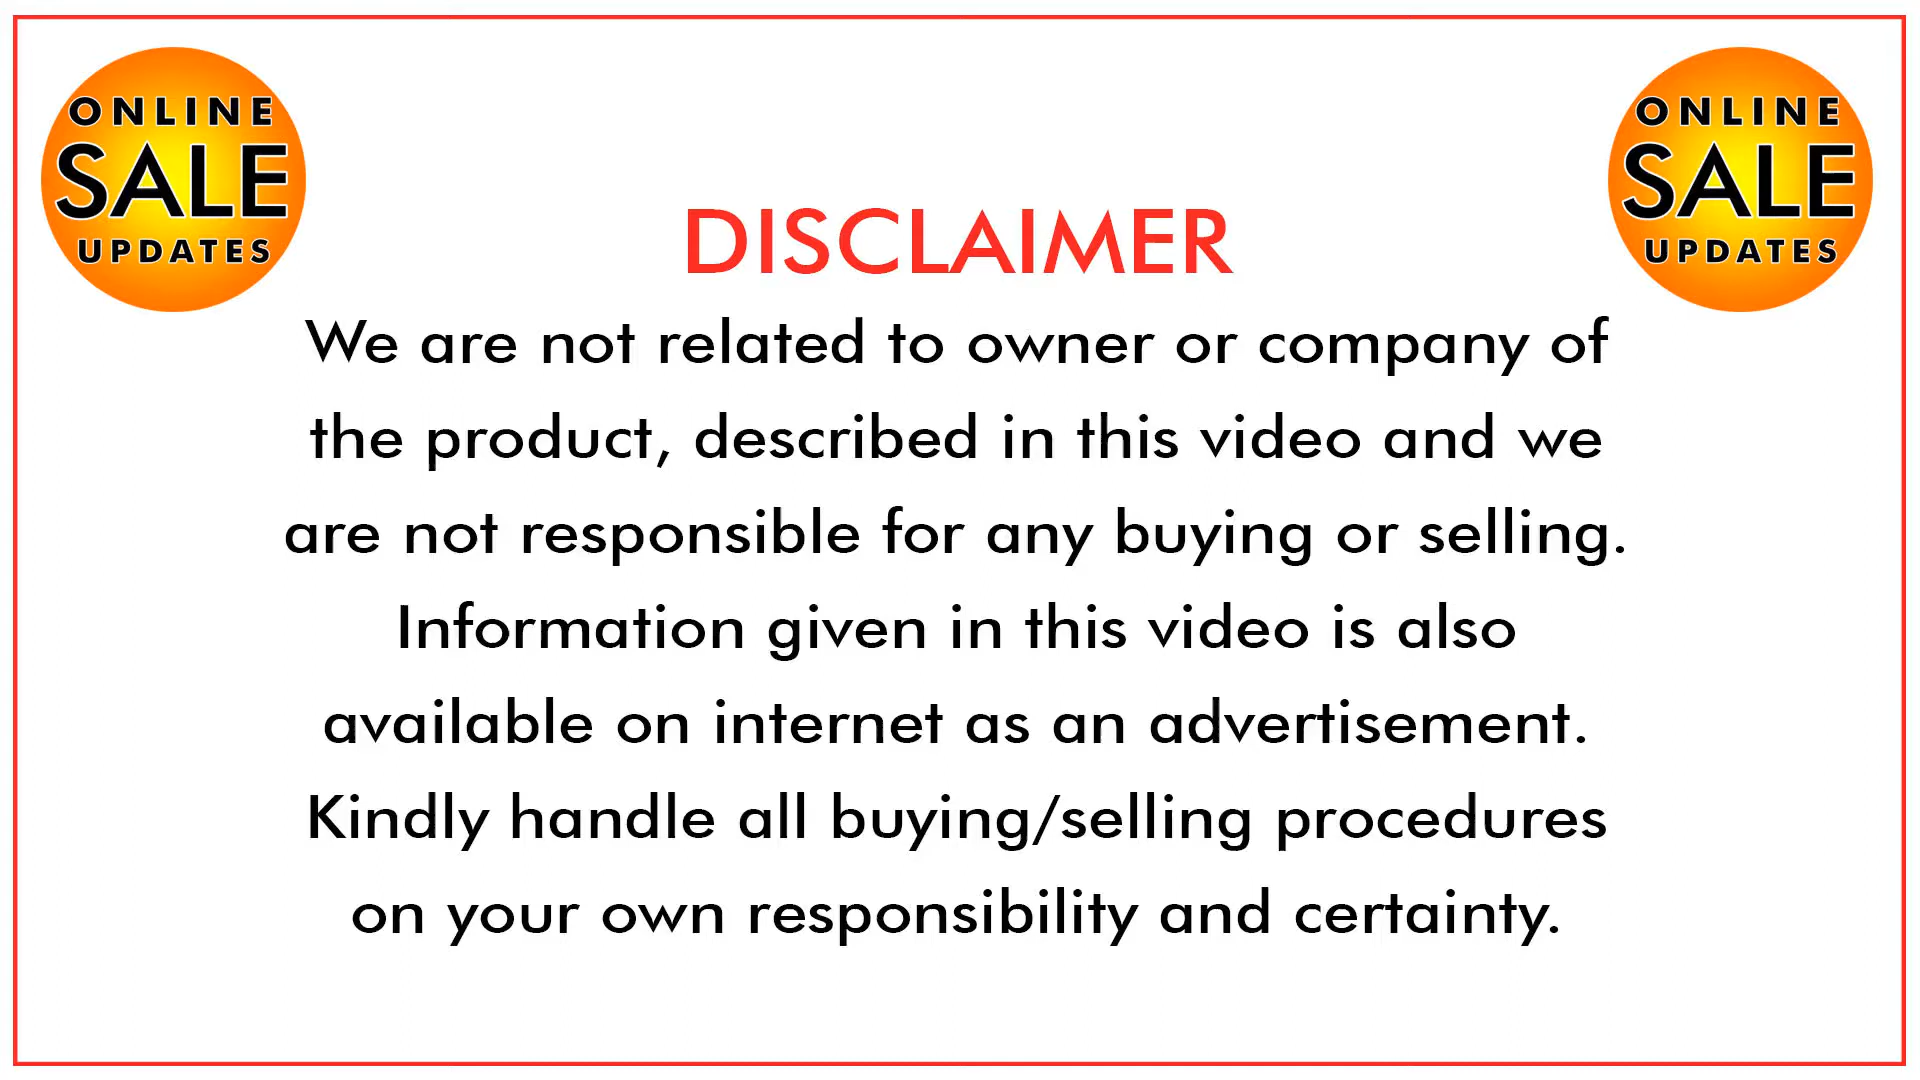 ONLINE
SALE
UPDATES
ONLINE
SALE
UPDATES
DISCLAIMER
We are not related to owner or company of
the product, described in this video and we
are not responsible for any buying or selling.
Information given in this video is also
available on internet as an advertisement.
Kindly handle all buying/selling procedures
on your own responsibility and certainty.